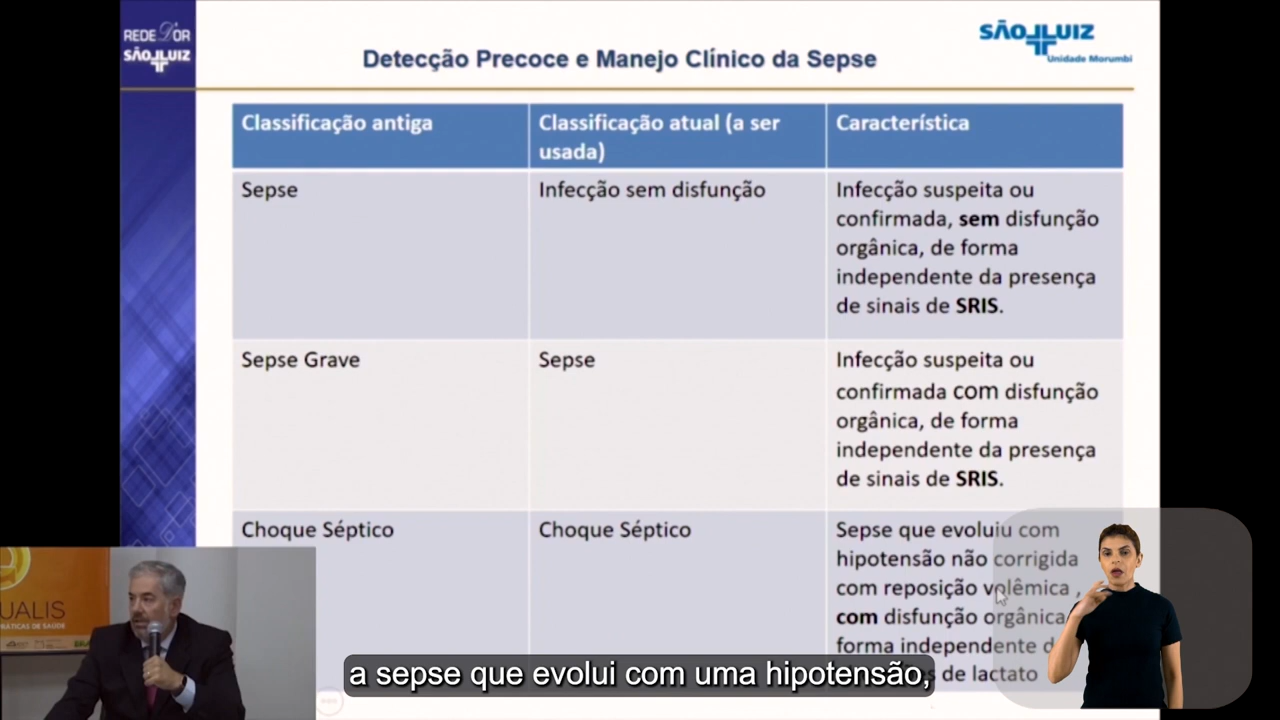 REDE D'OR
SÃO LUIZ
SÃO LUIZ
Unidade Morumbi
Detecção Precoce e Manejo Clínico da Sepse
Classificação antiga
Classificação atual (a ser
usada)
Característica
Sepse
Infecção sem disfunção
Infecção suspeita ou
confirmada, sem disfunção
orgânica, de forma
independente da presença
de sinais de SRIS.
Sepse Grave
Sepse
Infecção suspeita ou
confirmada com disfunção
orgânica, de forma
independente da presença
de sinais de SRIS.
Choque Séptico
Choque Séptico
Sepse que evoluiu com
hipotensão não corrigida
com reposição volêmica ,
com disfunção orgânica
forma independente
de lactato
UALIS
ÁTICAS DE SAÚDE
a sepse que evolui com uma hipotensão,